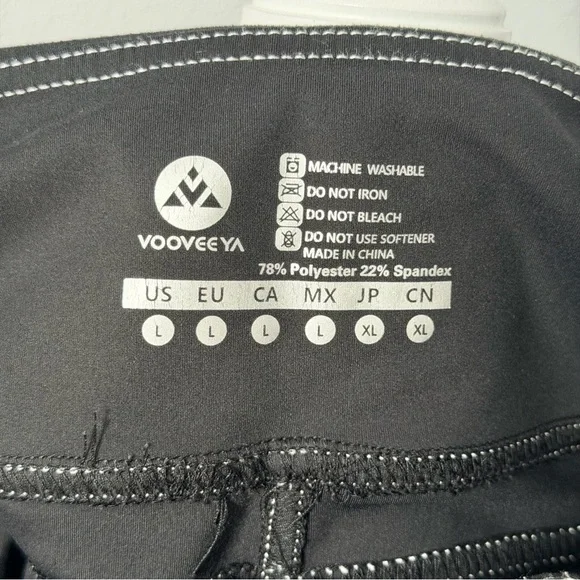 VOOVEEYA
MACHINE WASHABLE
DO NOT IRON
DO NOT BLEACH
DO NOT USE SOFTENER
MADE IN CHINA
78% Polyester 22% Spandex
US EU CA MX JP CN
L L L L XL XL